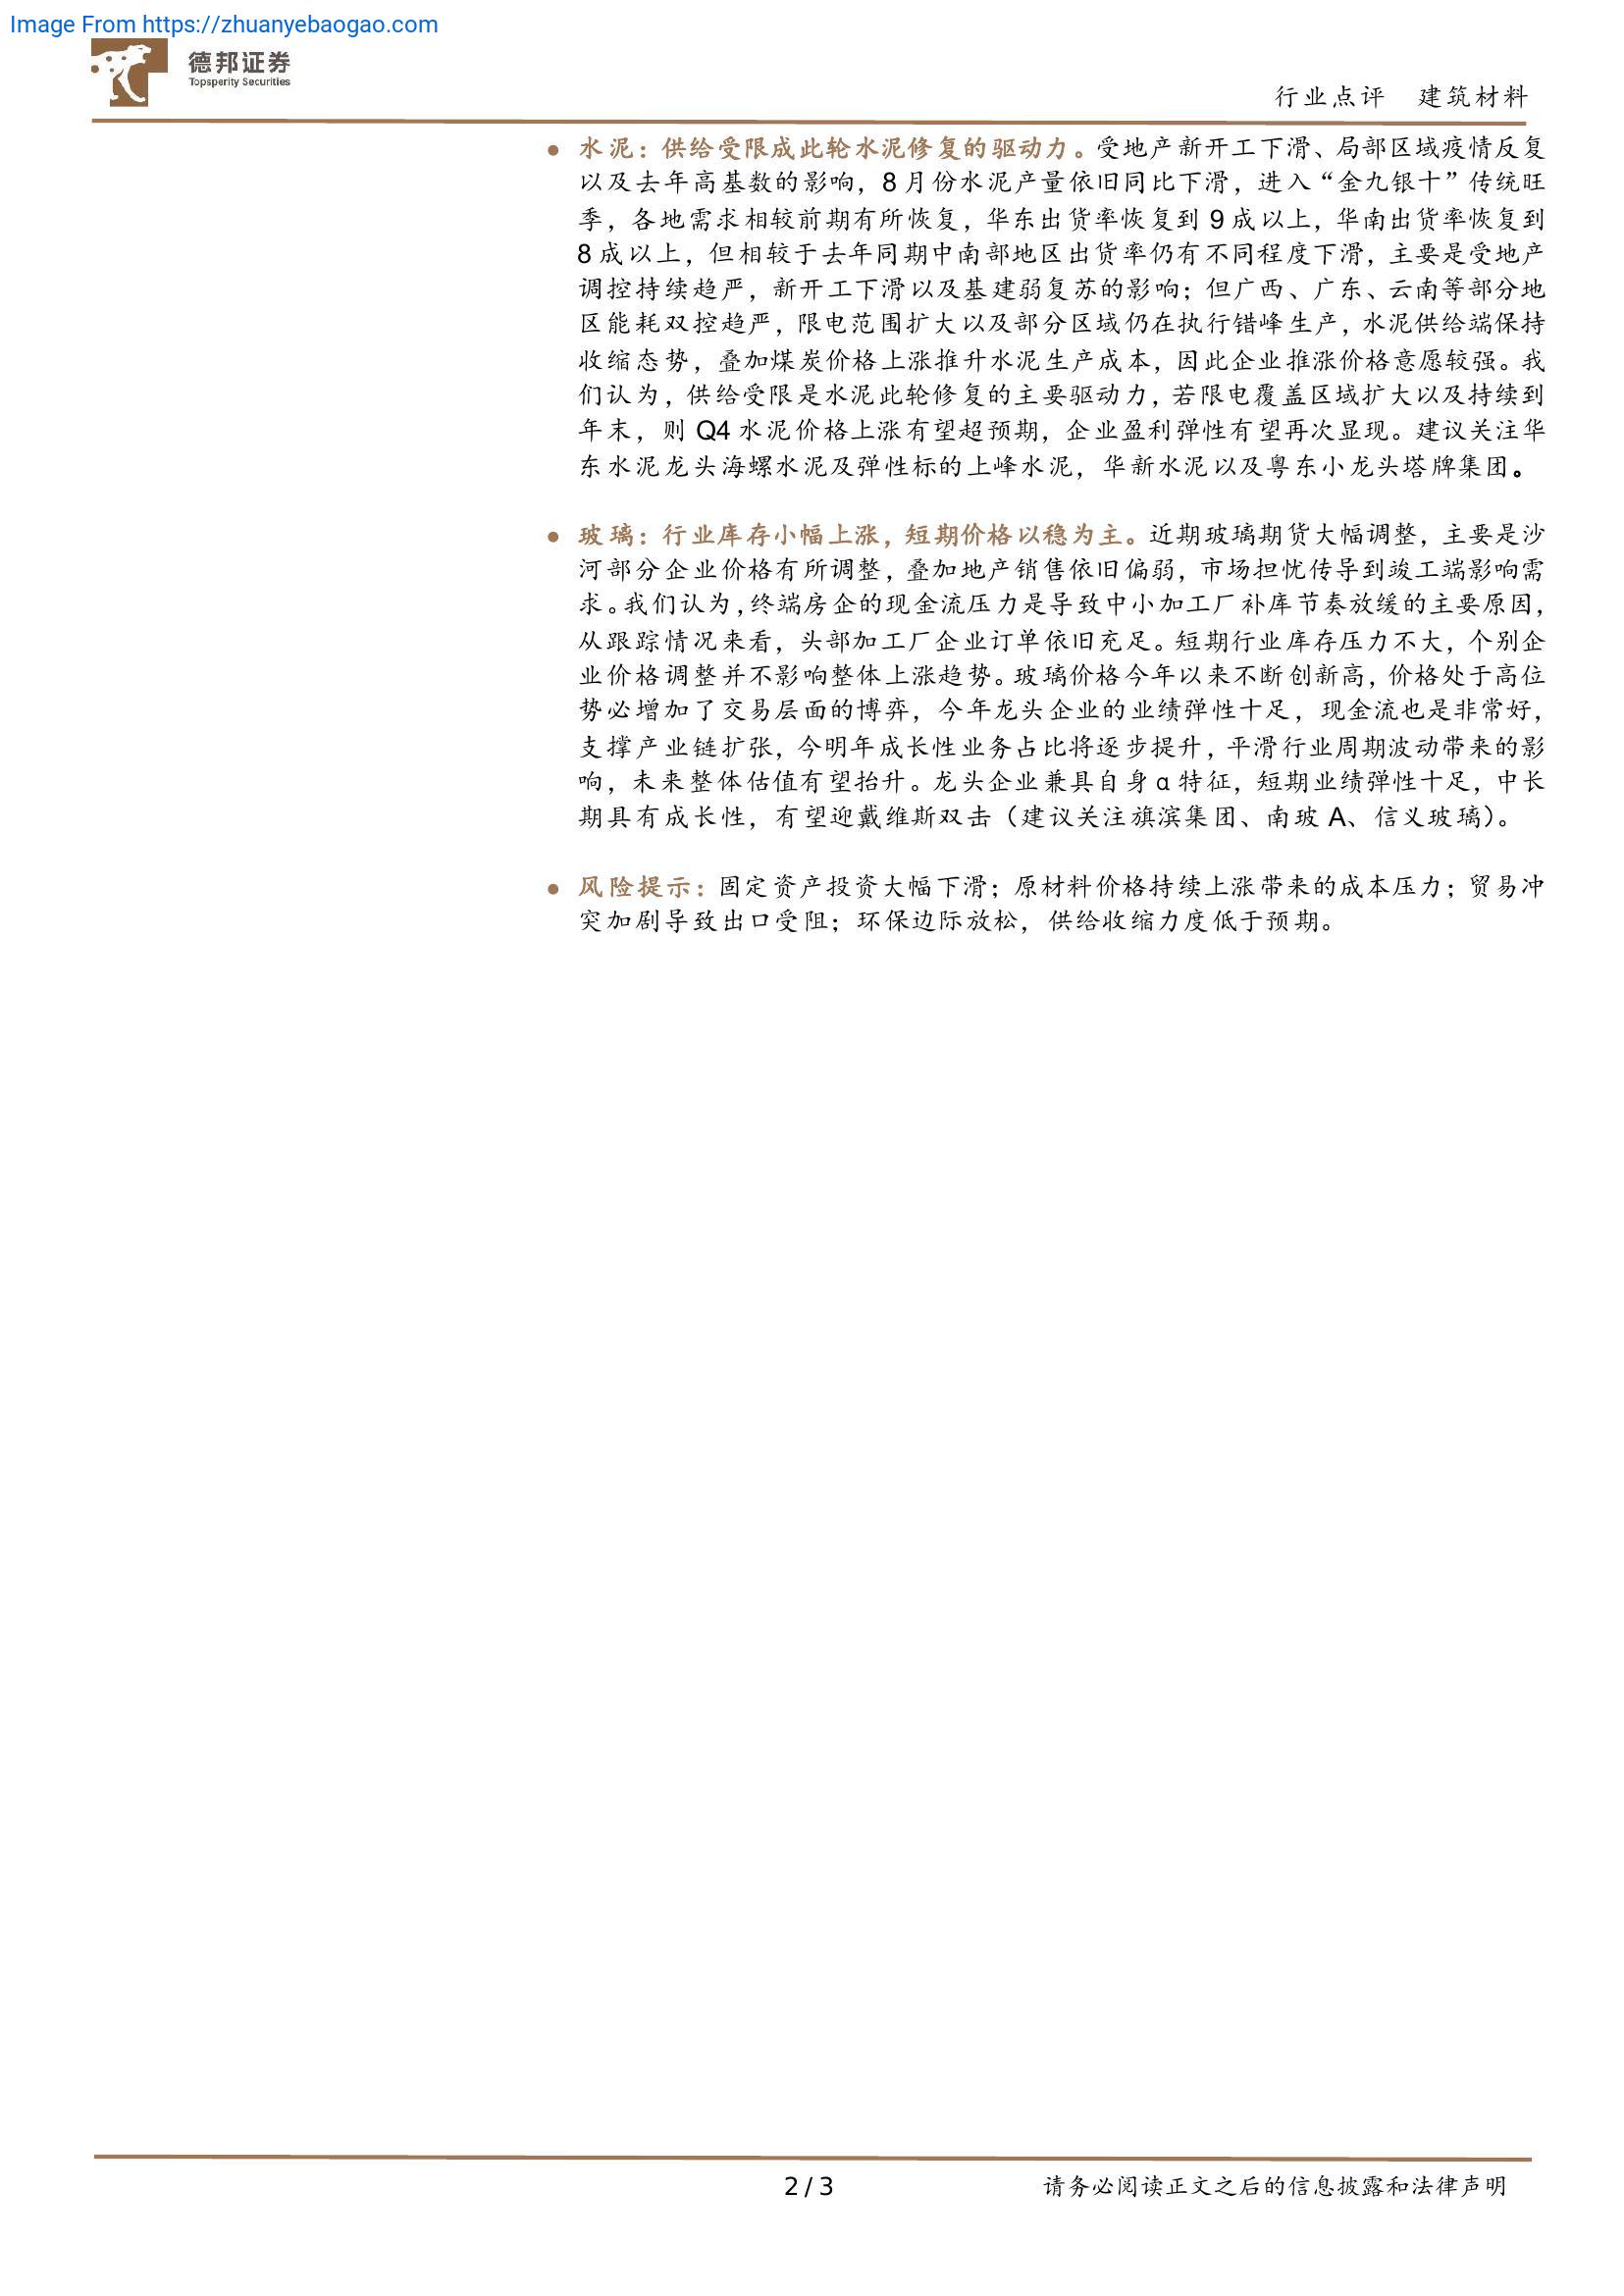 Image From https://zhuanyebaogao.com
德邦证券
Topsperity Securities
行业点评 建筑材料
● 水泥：供给受限成此轮水泥修复的驱动力。受地产新开工下滑、局部区域疫情反复
以及去年高基数的影响，8 月份水泥产量依旧同比下滑，进入“金九银十”传统旺
季，各地需求相较前期有所恢复，华东出货率恢复到 9 成以上，华南出货率恢复到
8 成以上，但相较于去年同期中南部地区出货率仍有不同程度下滑，主要是受地产
调控持续趋严，新开工下滑以及基建弱复苏的影响；但广西、广东、云南等部分地
区能耗双控趋严，限电范围扩大以及部分区域仍在执行错峰生产，水泥供给端保持
收缩态势，叠加煤炭价格上涨推升水泥生产成本，因此企业推涨价格意愿较强。我
们认为，供给受限是水泥此轮修复的主要驱动力，若限电覆盖区域扩大以及持续到
年末，则 Q4 水泥价格上涨有望超预期，企业盈利弹性有望再次显现。建议关注华
东水泥龙头海螺水泥及弹性标的上峰水泥，华新水泥以及粤东小龙头塔牌集团。
● 玻璃：行业库存小幅上涨，短期价格以稳为主。近期玻璃期货大幅调整，主要是沙
河部分企业价格有所调整，叠加地产销售依旧偏弱，市场担忧传导到竣工端影响需
求。我们认为，终端房企的现金流压力是导致中小加工厂补库节奏放缓的主要原因，
从跟踪情况来看，头部加工厂企业订单依旧充足。短期行业库存压力不大，个别企
业价格调整并不影响整体上涨趋势。玻璃价格今年以来不断创新高，价格处于高位
势必增加了交易层面的博弈，今年龙头企业的业绩弹性十足，现金流也是非常好，
支撑产业链扩张，今明年成长性业务占比将逐步提升，平滑行业周期波动带来的影
响，未来整体估值有望抬升。龙头企业兼具自身 α 特征，短期业绩弹性十足，中长
期具有成长性，有望迎戴维斯双击（建议关注旗滨集团、南玻 A、信义玻璃）。
● 风险提示：固定资产投资大幅下滑；原材料价格持续上涨带来的成本压力；贸易冲
突加剧导致出口受阻；环保边际放松，供给收缩力度低于预期。
2 / 3
请务必阅读正文之后的信息披露和法律声明